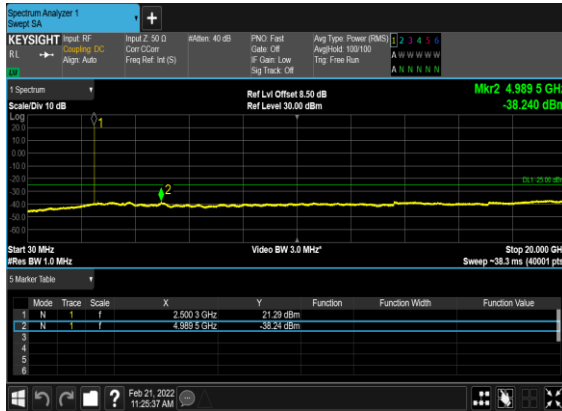 Spectrum Analyzer 1
Swept SA
+
KEYSIGHT Input: RF Input Z: 50 Ω #Atten: 40 dB PNO: Fast Avg Type: Power (RMS) 1 2 3 4 5 6
RL Coupling: DC Corr CCorr Gate: Off Avg|Hold: 100/100 A W W W W W
Align: Auto Freq Ref: Int (S) IF Gain: Low Trig: Free Run
Sig Track: Off A N N N N N
1 Spectrum
Ref Lvl Offset 8.50 dB Mkr2 4.989 5 GHz
Scale/Div 10 dB Ref Level 30.00 dBm -38.240 dBm
Log
20.0
10.0
0.00
-10.0
-20.0
-30.0
-40.0
-50.0
-60.0
1
2
DL1 -25.00 dBm
Start 30 MHz Video BW 3.0 MHz* Stop 20.000 GHz
#Res BW 1.0 MHz Sweep ~38.3 ms (40001 pts)
5 Marker Table
Mode Trace Scale X Y Function Function Width Function Value
1 N 1 f 2.500 3 GHz 21.29 dBm
2 N 1 f 4.989 5 GHz -38.24 dBm
3
4
5
6
? Feb 21, 2022
11:25:37 AM